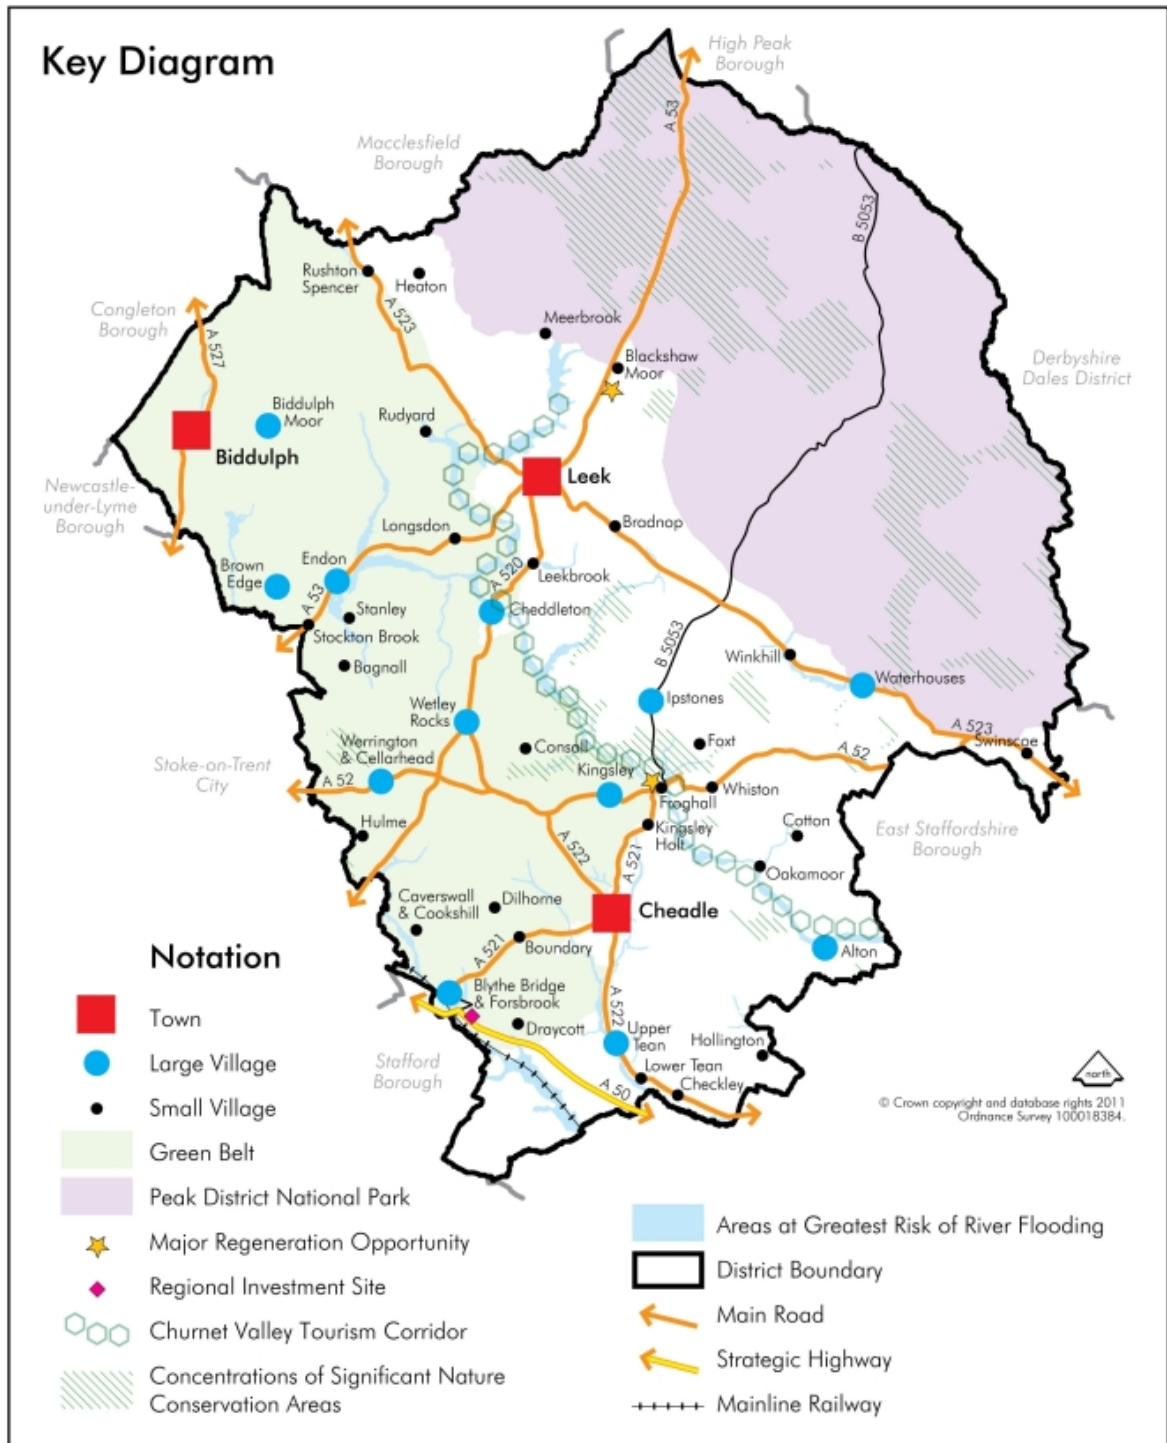 Key Diagram
High Peak
Borough
Macclesfield
Borough
A 53
B 5053
Rushton
Spencer
Heaton
Congleton
Borough
A 527
A 523
Meerbrook
Blackshaw
Moor
Derbyshire
Dales District
Biddulph
Moor
Rudyard
Biddulph
Leek
Newcastle-
under-Lyme
Borough
Longsdon
Bradnop
Brown
Edge
Endon
A 520
Leekbrook
A 53
Stanley
Cheddleton
Stockton Brook
B 5053
Bagnall
Winkhill
Waterhouses
Wetley
Rocks
Ipstones
A 523
Werrington
& Cellarhead
Consall
Foxt
A 52
Swinscoe
Stoke-on-Trent
City
A 52
Kingsley
Froghall
Whiston
Hulme
Kingsley
Holt
Cotton
East Staffordshire
Borough
A 522
A 521
Oakamoor
Caverswall
& Cookshill
Dilhorne
Cheadle
Boundary
Alton
A 521
Blythe Bridge
& Forsbrook
A 522
Draycott
Upper
Tean
Hollington
Stafford
Borough
Lower Tean
A 50
Checkley
north
© Crown copyright and database rights 2011
Ordnance Survey 100018384.
Notation
Town
Large Village
Small Village
Green Belt
Peak District National Park
Major Regeneration Opportunity
Regional Investment Site
Churnet Valley Tourism Corridor
Concentrations of Significant Nature
Conservation Areas
Areas at Greatest Risk of River Flooding
District Boundary
Main Road
Strategic Highway
Mainline Railway